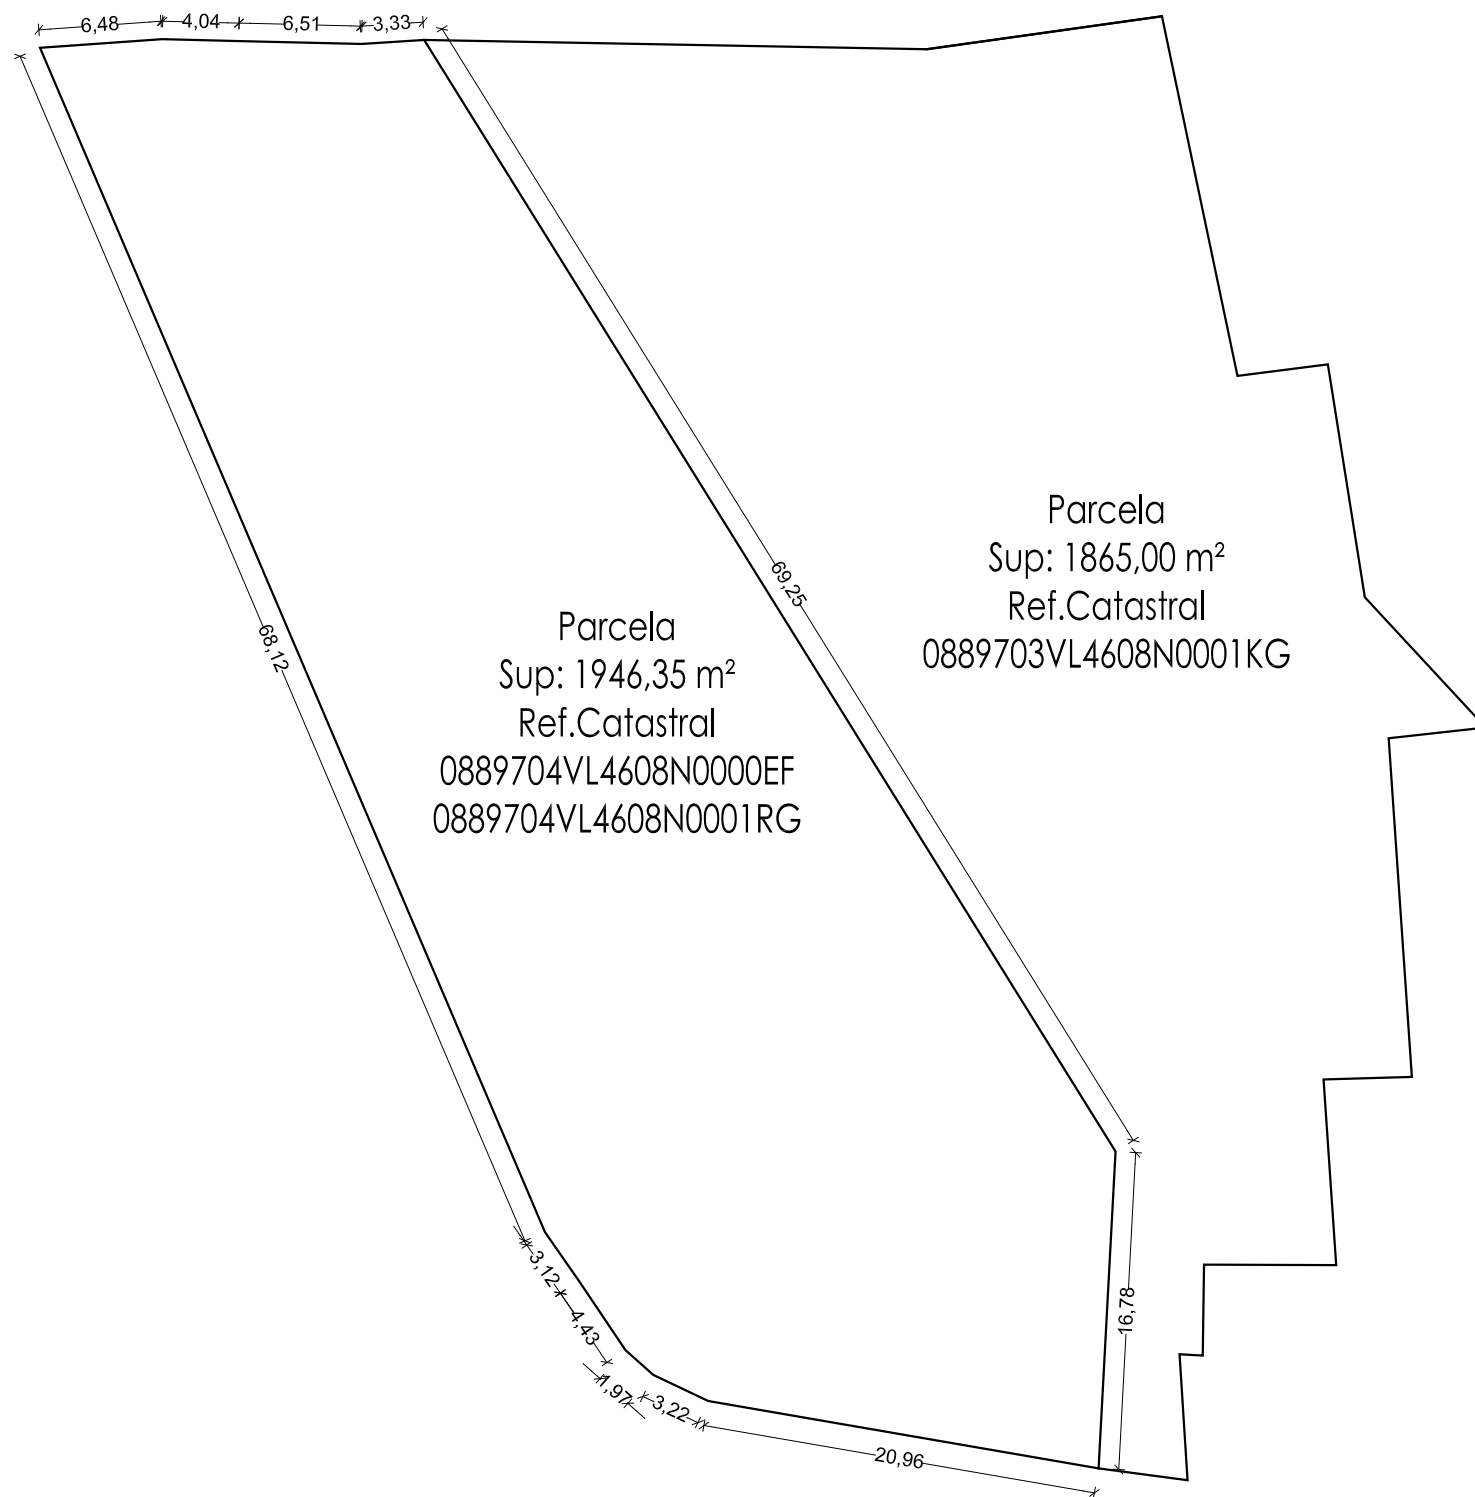 6,48
4,04
6,51
3,33
69,25
68,12
Parcela
Sup: 1865,00 m²
Ref.Catastral
0889703VL4608N0001KG
Parcela
Sup: 1946,35 m²
Ref.Catastral
0889704VL4608N0000EF
0889704VL4608N0001RG
3,12
4,43
1,97
3,22
20,96
16,78